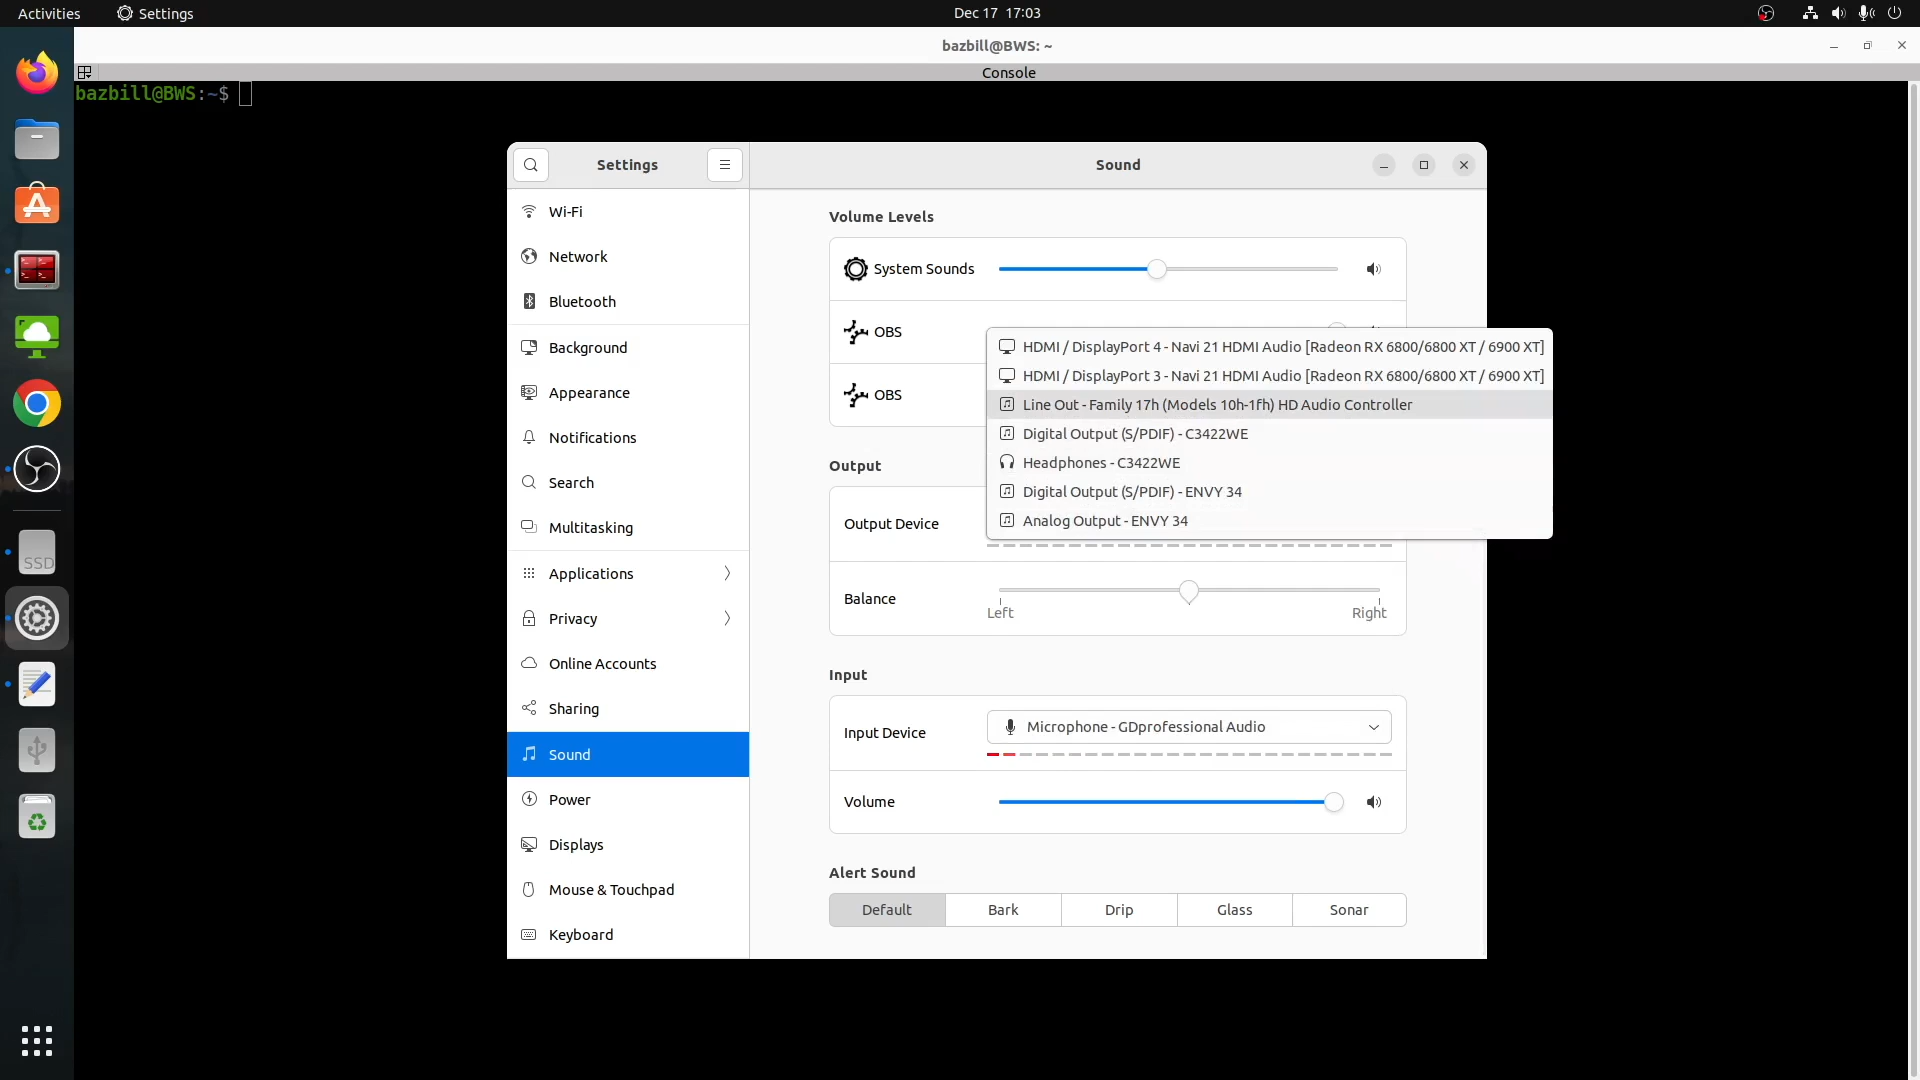 Activities
Settings
Dec 17 17:03
bazbill@BWS: ~
Console
bazbill@BWS:~$
Settings
Sound
Wi-Fi
Network
Bluetooth
Background
Appearance
Notifications
Search
Multitasking
Applications
Privacy
Online Accounts
Sharing
Sound
Power
Displays
Mouse & Touchpad
Keyboard
SSD
Volume Levels
System Sounds
OBS
OBS
HDMI / DisplayPort 4 - Navi 21 HDMI Audio [Radeon RX 6800/6800 XT / 6900 XT]
HDMI / DisplayPort 3 - Navi 21 HDMI Audio [Radeon RX 6800/6800 XT / 6900 XT]
Line Out - Family 17h (Models 10h-1fh) HD Audio Controller
Digital Output (S/PDIF) - C3422WE
Headphones - C3422WE
Digital Output (S/PDIF) - ENVY 34
Analog Output - ENVY 34
Output
Output Device
Balance
Left
Right
Input
Input Device
Microphone - GDprofessional Audio
Volume
Alert Sound
Default
Bark
Drip
Glass
Sonar